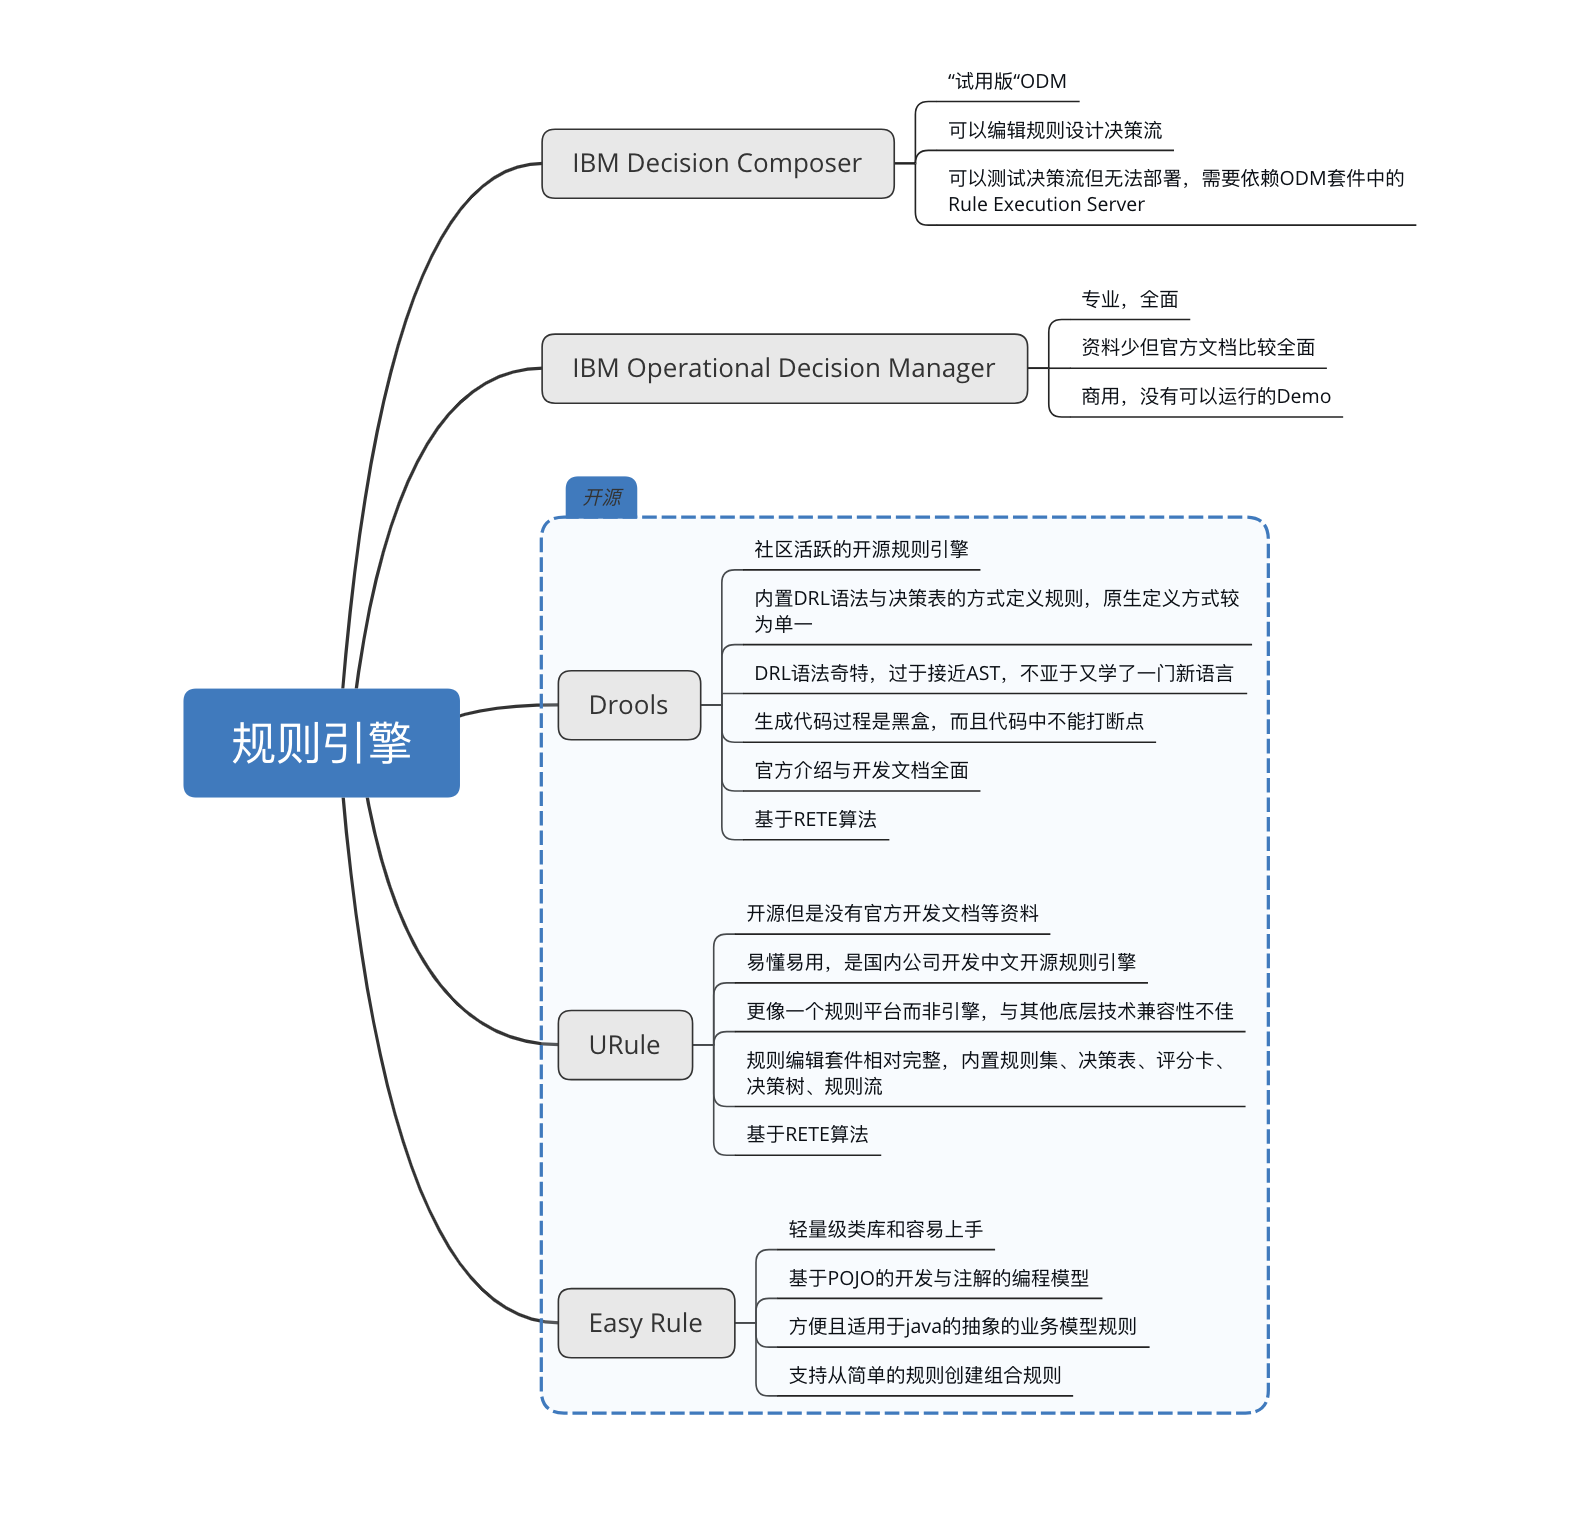 规则引擎
IBM Decision Composer
“试用版“ODM
可以编辑规则设计决策流
可以测试决策流但无法部署，需要依赖ODM套件中的
Rule Execution Server
IBM Operational Decision Manager
专业，全面
资料少但官方文档比较全面
商用，没有可以运行的Demo
开源
Drools
社区活跃的开源规则引擎
内置DRL语法与决策表的方式定义规则，原生定义方式较
为单一
DRL语法奇特，过于接近AST，不亚于又学了一门新语言
生成代码过程是黑盒，而且代码中不能打断点
官方介绍与开发文档全面
基于RETE算法
URule
开源但是没有官方开发文档等资料
易懂易用，是国内公司开发中文开源规则引擎
更像一个规则平台而非引擎，与其他底层技术兼容性不佳
规则编辑套件相对完整，内置规则集、决策表、评分卡、
决策树、规则流
基于RETE算法
Easy Rule
轻量级类库和容易上手
基于POJO的开发与注解的编程模型
方便且适用于java的抽象的业务模型规则
支持从简单的规则创建组合规则